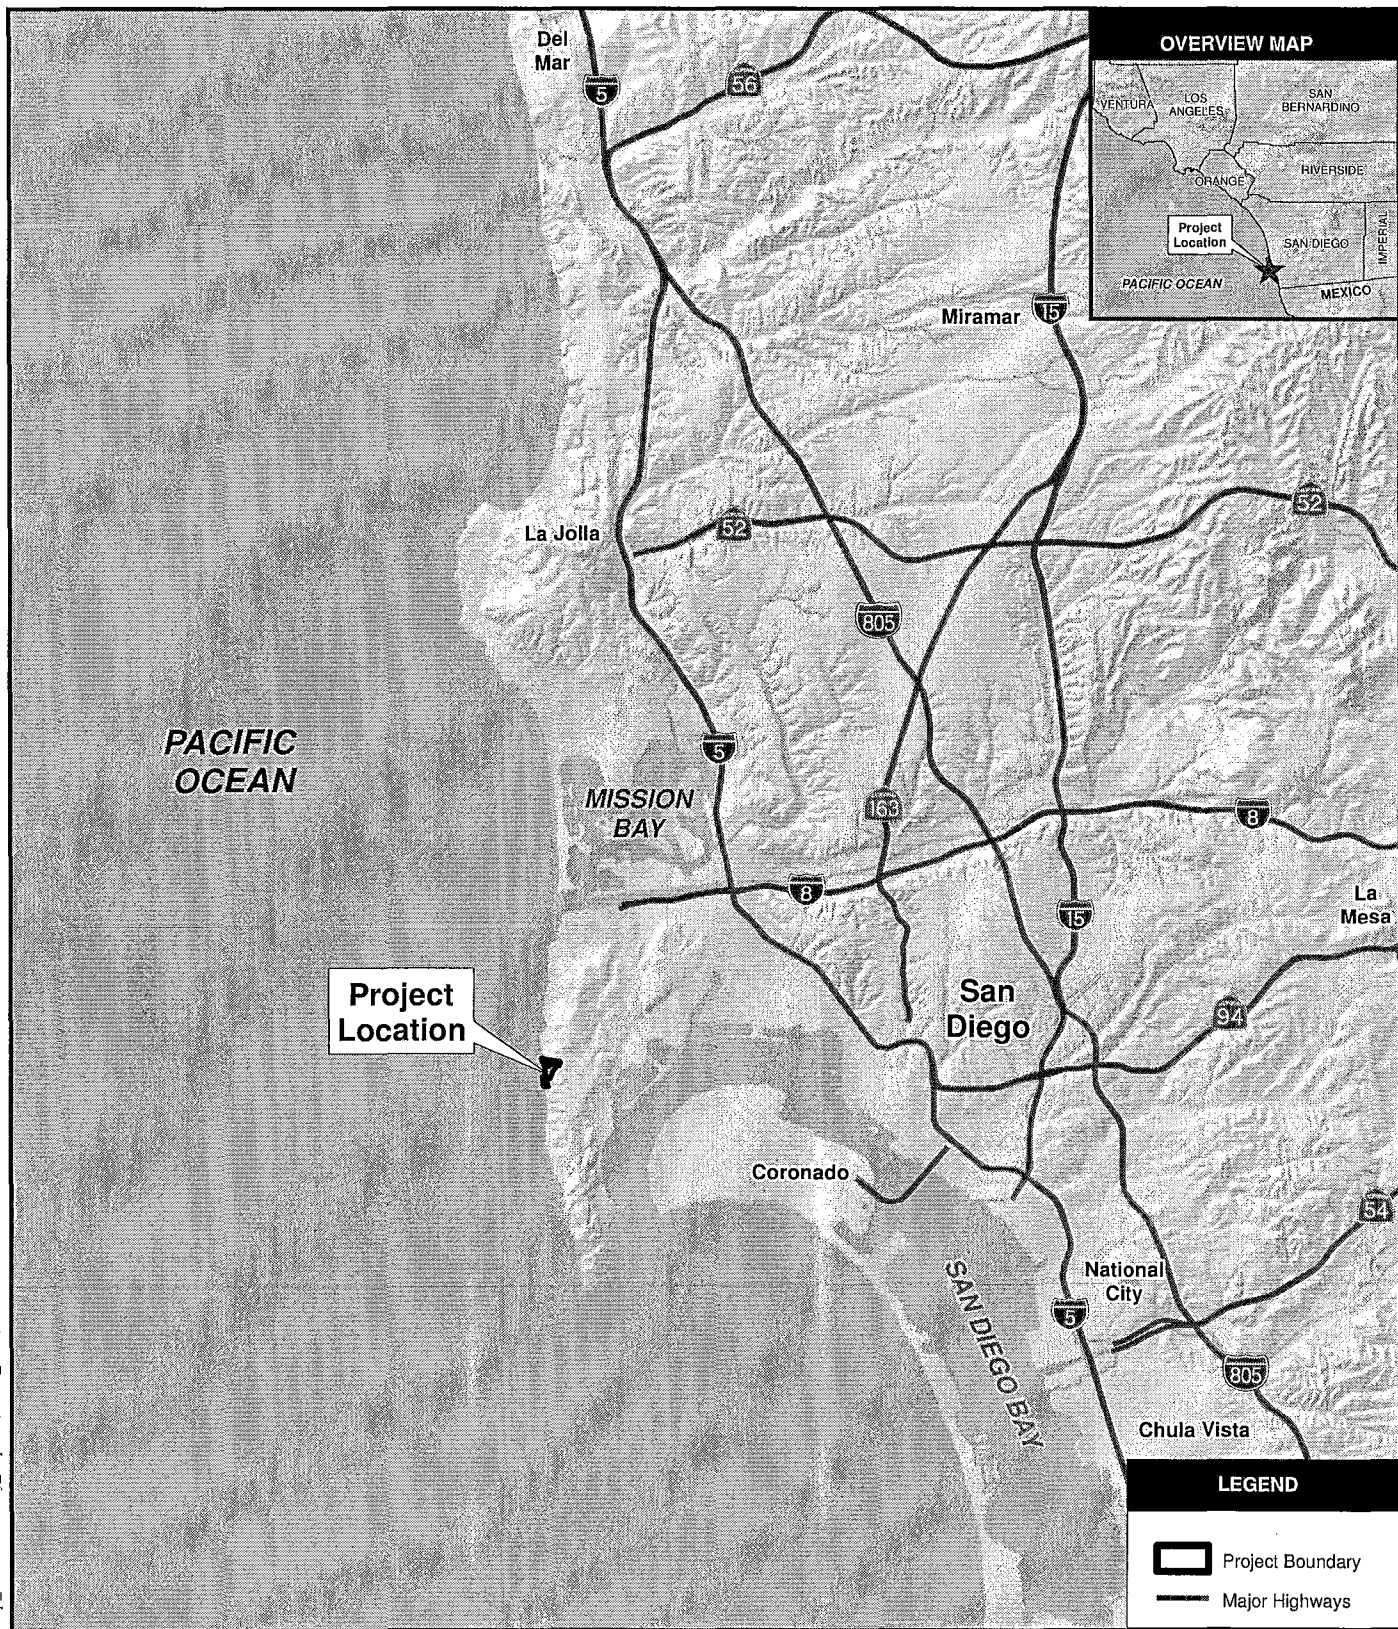 Del
Mar
5
56
OVERVIEW MAP
VENTURA
LOS
ANGELES
SAN
BERNARDINO
ORANGE
RIVERSIDE
Project
Location
SAN DIEGO
IMPERIAL
PACIFIC OCEAN
MEXICO
Miramar
15
La Jolla
52
52
805
PACIFIC
OCEAN
5
MISSION
BAY
163
8
8
15
La
Mesa
Project
Location
San
Diego
94
Coronado
54
SAN DIEGO BAY
National
City
5
805
Chula Vista
LEGEND
Project Boundary
Major Highways